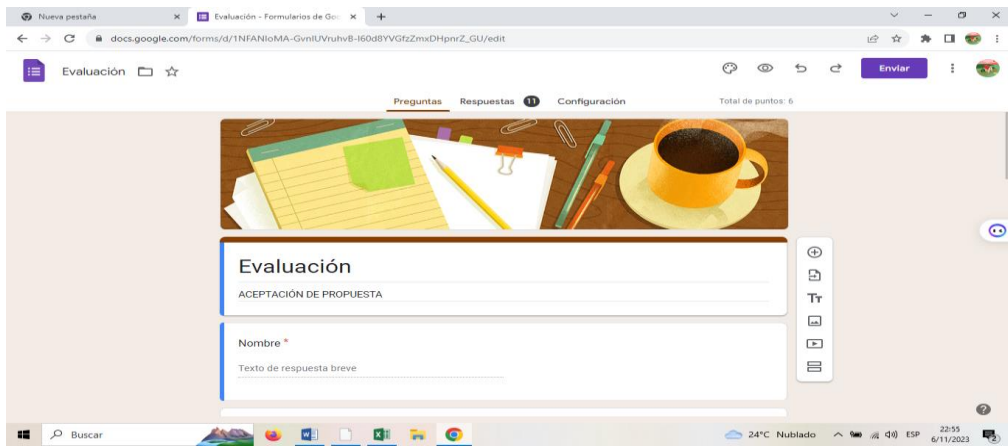 Nueva pestaña
Evaluación - Formularios de Goo
docs.google.com/forms/d/1NFANIoMA-GvnIUVruhvB-I60d8YVGfzZmxDHpnrZ_GU/edit
Evaluación
Enviar
Preguntas Respuestas 11 Configuración Total de puntos: 6
Evaluación
ACEPTACIÓN DE PROPUESTA
Nombre *
Texto de respuesta breve
Tт
Buscar
24°C Nublado ESP 22:55
6/11/2023